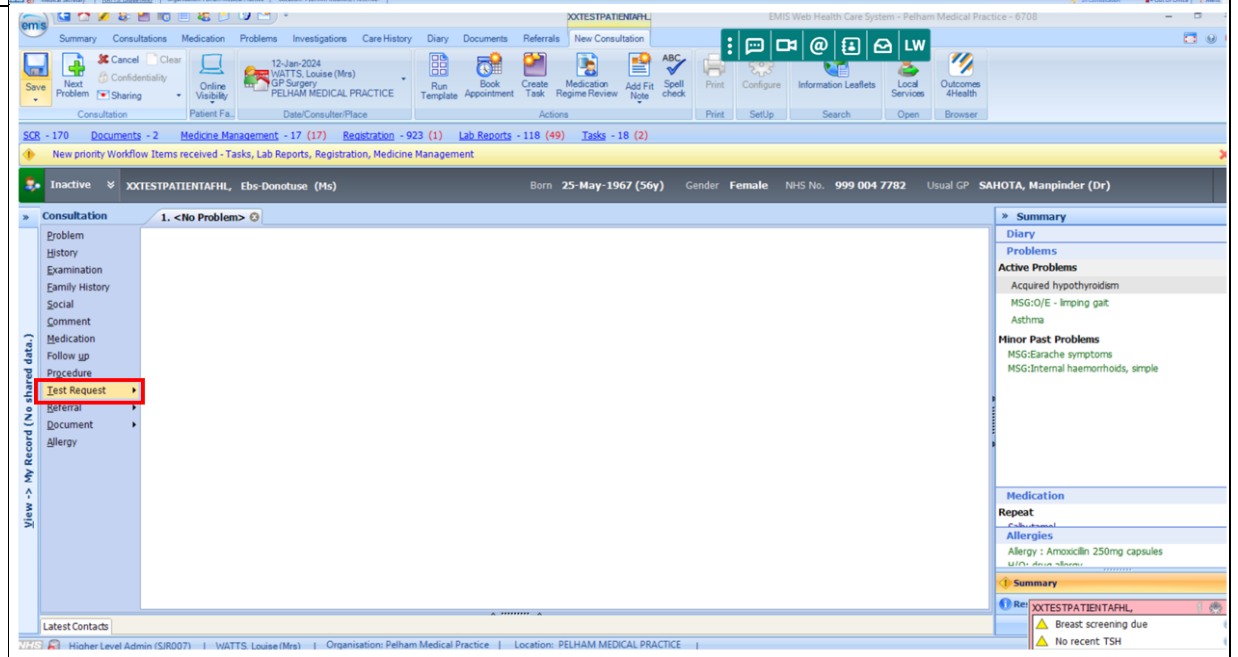 emis
XXTESTPATIENTAFHL..
EMIS Web Health Care System - Pelham Medical Practice - 6708
Summary Consultations Medication Problems Investigations Care History Diary Documents Referrals New Consultation
Save
Next Problem
Cancel
Clear
Confidentiality
Sharing
Consultation
Online Visibility
Patient Fa..
12-Jan-2024
WATTS, Louise (Mrs)
GP Surgery
PELHAM MEDICAL PRACTICE
Date/Consulter/Place
Run Template
Book Appointment
Create Task
Medication Regime Review
Add Fit Note
ABC
Spell check
Actions
Print
Print
Configure
SetUp
Information Leaflets
Search
Local Services
Open
Outcomes 4Health
Browser
@
LW
SCR - 170 Documents - 2 Medicine Management - 17 (17) Registration - 923 (1) Lab Reports - 118 (49) Tasks - 18 (2)
New priority Workflow Items received - Tasks, Lab Reports, Registration, Medicine Management
Inactive XXTESTPATIENTAFHL, Ebs-Donotuse (Ms) Born 25-May-1967 (56y) Gender Female NHS No. 999 004 7782 Usual GP SAHOTA, Manpinder (Dr)
Consultation
1. <No Problem>
Problem
History
Examination
Family History
Social
Comment
Medication
Follow up
Procedure
Test Request
Referral
Document
Allergy
View -> My Record (No shared data.)
Latest Contacts
Summary
Diary
Problems
Active Problems
Acquired hypothyroidism
MSG:O/E - limping gait
Asthma
Minor Past Problems
MSG:Earache symptoms
MSG:Internal haemorrhoids, simple
Medication
Repeat
Salbutamol
Allergies
Allergy : Amoxicillin 250mg capsules
H/O: drug allergy
Summary
XXTESTPATIENTAFHL,
Breast screening due
No recent TSH
NHS Higher Level Admin (SJR007) | WATTS, Louise (Mrs) | Organisation: Pelham Medical Practice | Location: PELHAM MEDICAL PRACTICE |